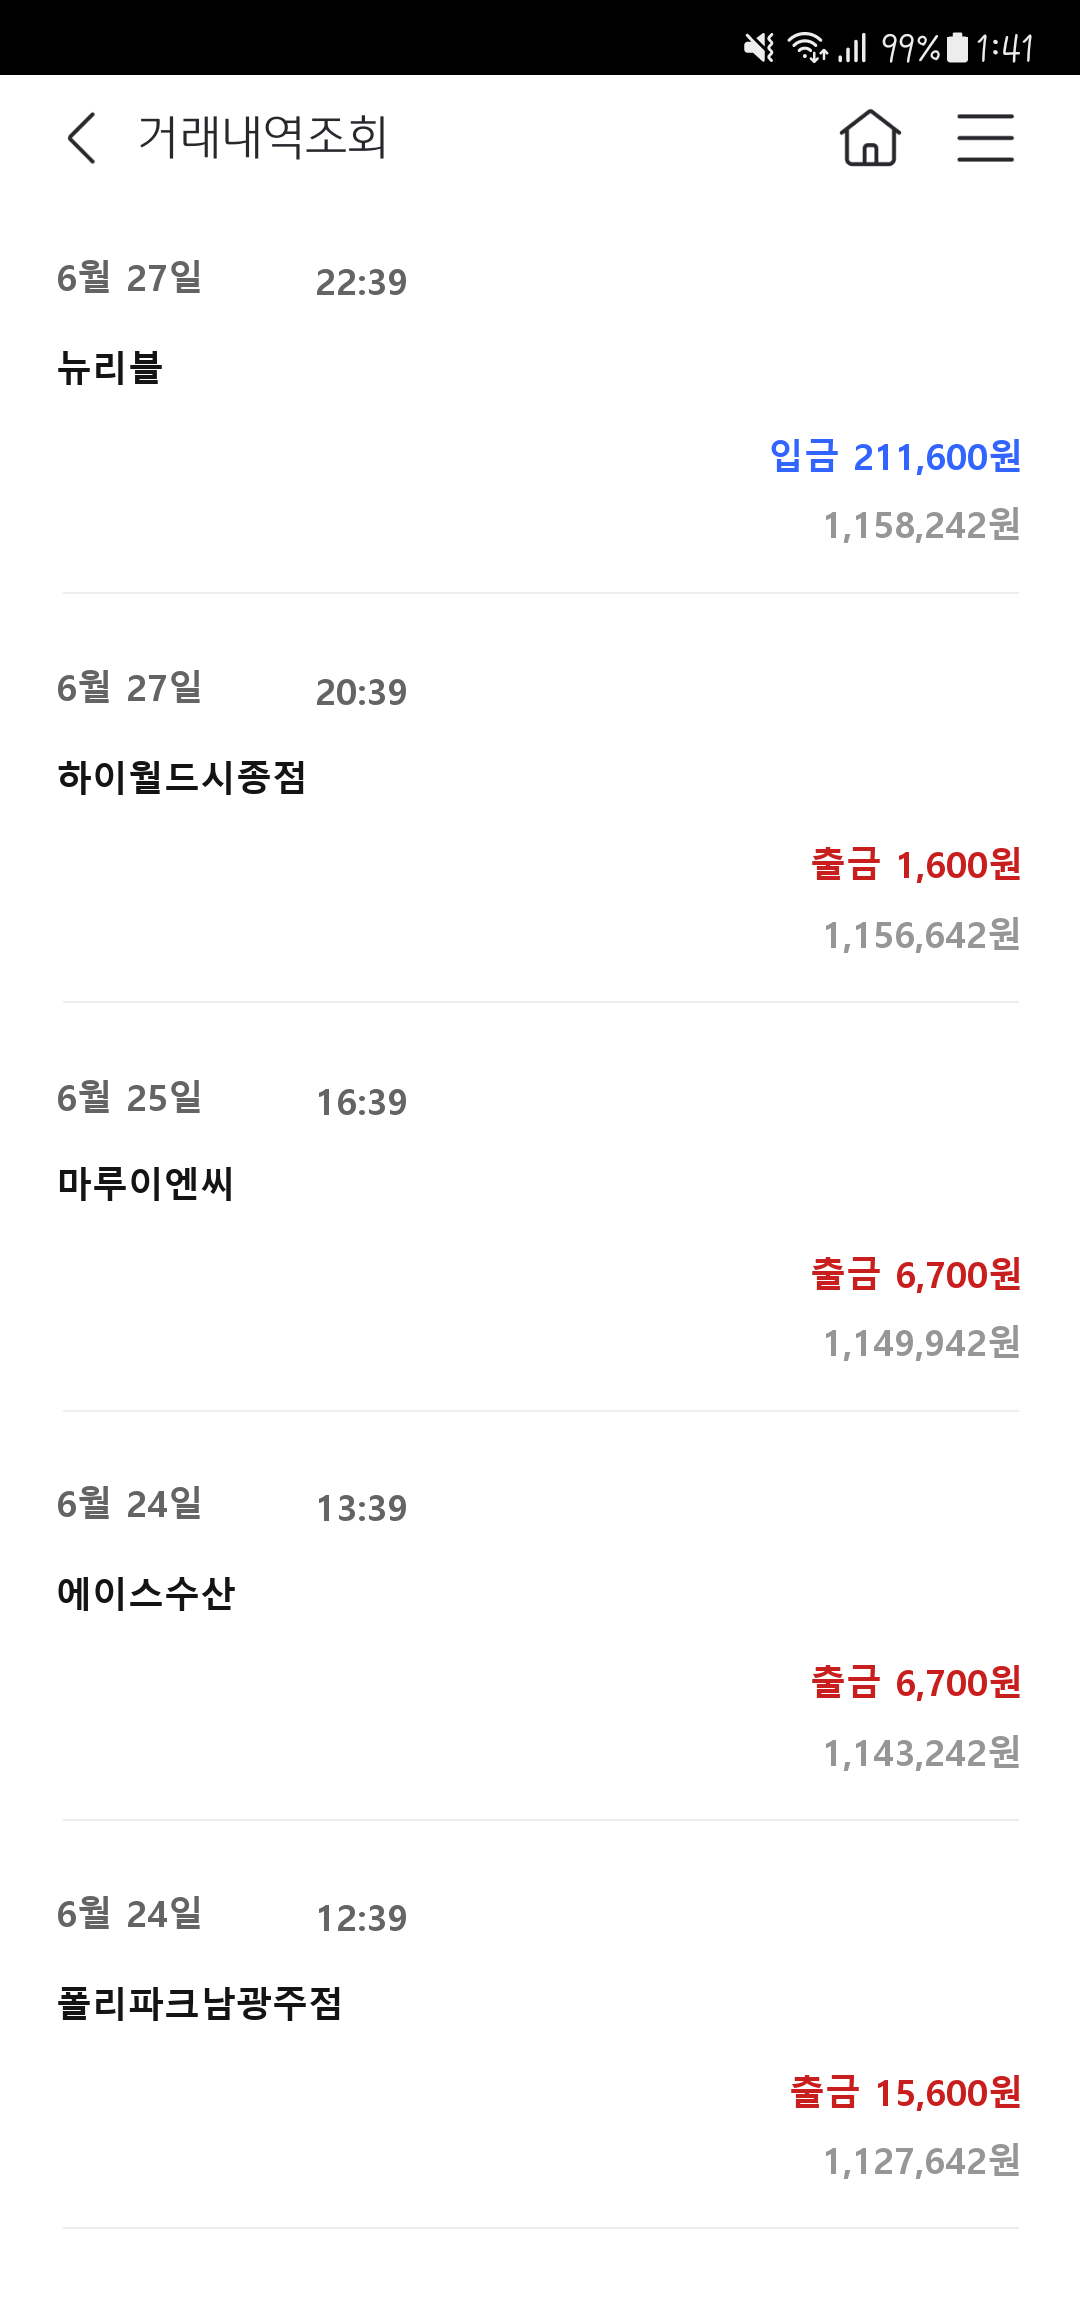 99% 1:41
거래내역조회
6월 27일 22:39
뉴리블
입금 211,600원
1,158,242원
6월 27일 20:39
하이월드시종점
출금 1,600원
1,156,642원
6월 25일 16:39
마루이엔씨
출금 6,700원
1,149,942원
6월 24일 13:39
에이스수산
출금 6,700원
1,143,242원
6월 24일 12:39
폴리파크남광주점
출금 15,600원
1,127,642원